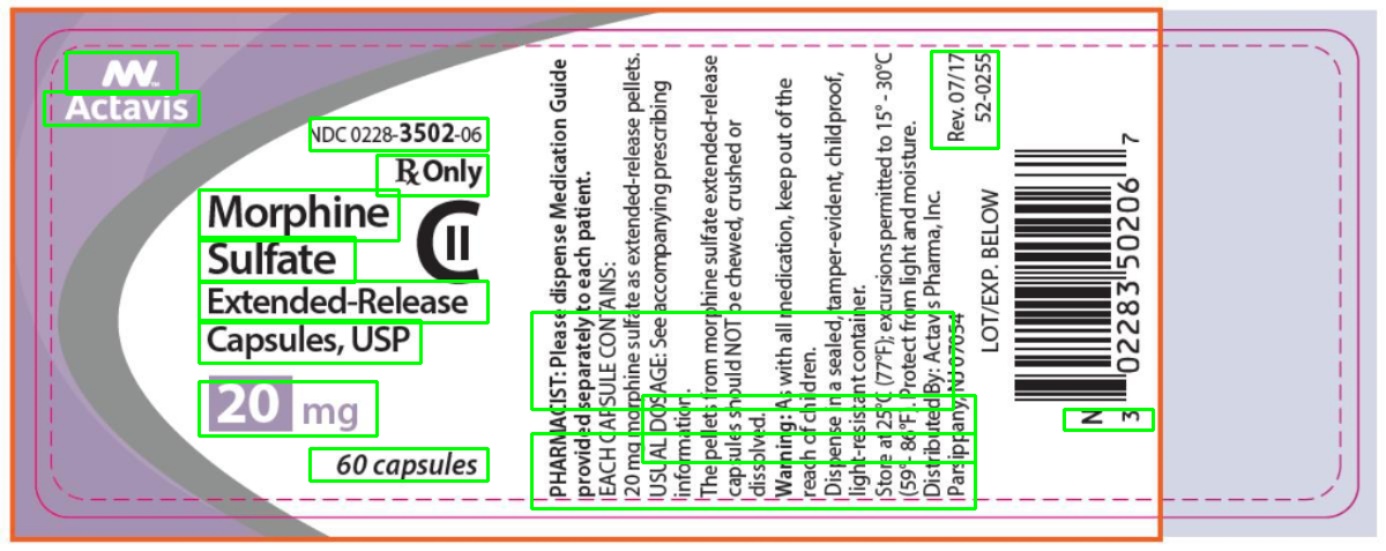 Actavis
NDC 0228-3502-06
Rx Only
Morphine
Sulfate
CII
Extended-Release
Capsules, USP
20 mg
60 capsules
PHARMACIST: Please dispense Medication Guide
provided separately to each patient.
EACH CAPSULE CONTAINS:
20 mg morphine sulfate as extended-release pellets.
USUAL DOSAGE: See accompanying prescribing
information.
The pellets from morphine sulfate extended-release
capsules should NOT be chewed, crushed or
dissolved.
Warning: As with all medication, keep out of the
reach of children.
Dispense in a sealed, tamper-evident, childproof,
light-resistant container.
Store at 25°C (77°F); excursions permitted to 15° - 30°C
(59° - 86°F). Protect from light and moisture.
Distributed By: Actavis Pharma, Inc.
Parsippany, NJ 07054
Rev. 07/17
52-0255
LOT/EXP. BELOW
N
3 02283 50206 7